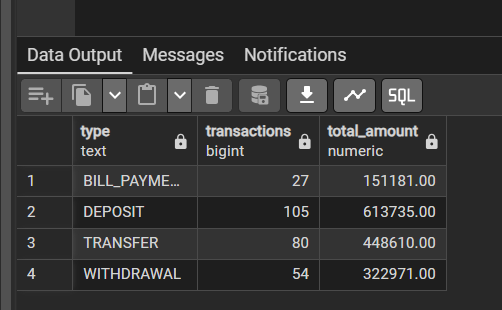 Data Output Messages Notifications
SQL
type transactions total_amount
text bigint numeric
1 BILL_PAYME... 27 151181.00
2 DEPOSIT 105 613735.00
3 TRANSFER 80 448610.00
4 WITHDRAWAL 54 322971.00